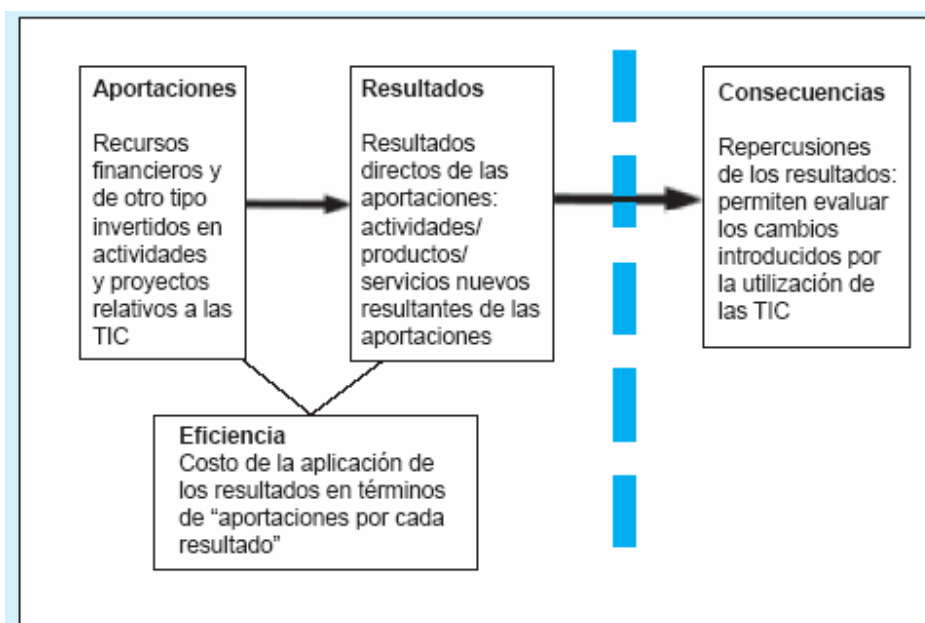 Aportaciones
Recursos
financieros y
de otro tipo
invertidos en
actividades
y proyectos
relativos a las
TIC
Resultados
Resultados
directos de las
aportaciones:
actividades/
productos/
servicios nuevos
resultantes de las
aportaciones
Consecuencias
Repercusiones
de los resultados:
permiten evaluar
los cambios
introducidos por
la utilización de
las TIC
Eficiencia
Costo de la aplicación de
los resultados en términos
de “aportaciones por cada
resultado”